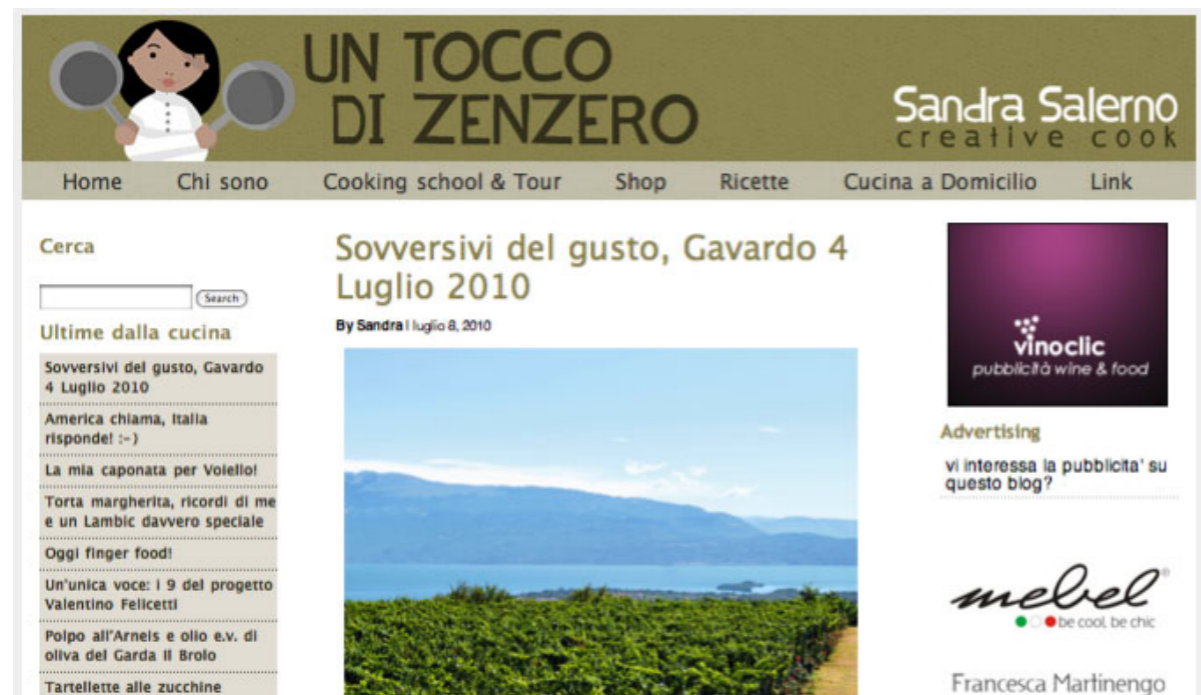 UN TOCCO
DI ZENZERO
Sandra Salerno
creative cook
Home Chi sono Cooking school & Tour Shop Ricette Cucina a Domicilio Link
Cerca
Search
Ultime dalla cucina
Sovversivi del gusto, Gavardo
4 Luglio 2010
America chiama, Italia
risponde! :-)
La mia caponata per Voiello!
Torta margherita, ricordi di me
e un Lambic davvero speciale
Oggi finger food!
Un'unica voce: i 9 del progetto
Valentino Felicetti
Polpo all'Arneis e olio e.v. di
oliva del Garda Il Brolo
Tartellette alle zucchine
Sovversivi del gusto, Gavardo 4
Luglio 2010
By Sandra | luglio 8, 2010
vinoclic
pubblicità wine & food
Advertising
vi interessa la pubblicita' su
questo blog?
mebel®
be cool, be chic
Francesca Martinengo